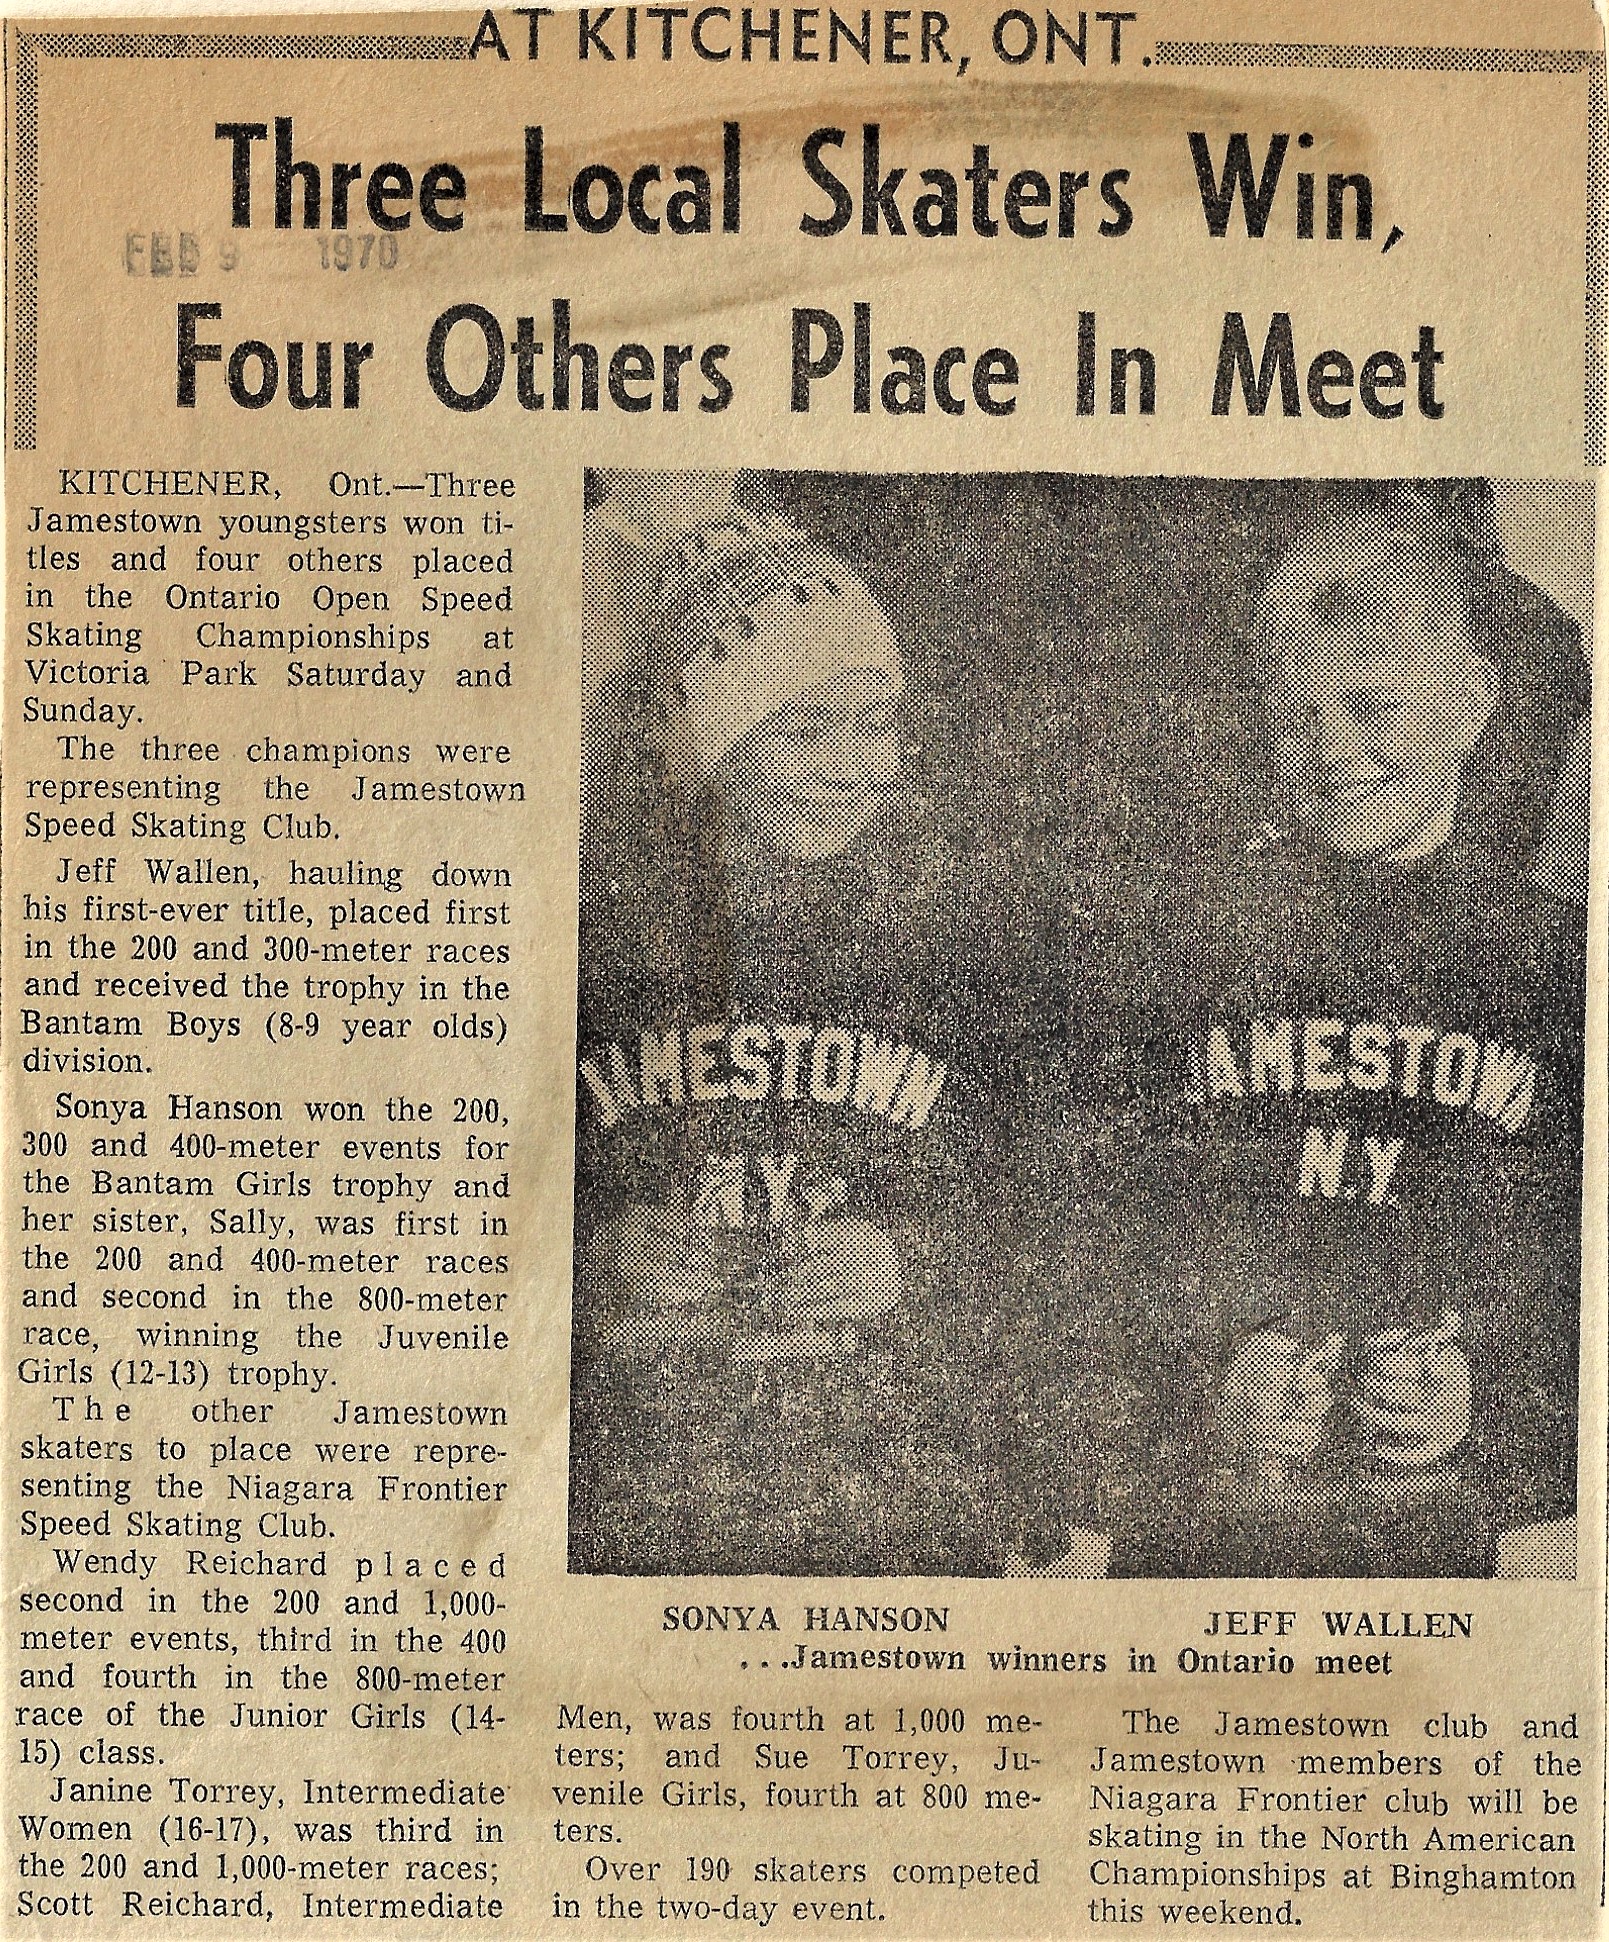 AT KITCHENER, ONT.
Three Local Skaters Win,
FEB 9 1970
Four Others Place In Meet
KITCHENER, Ont.—Three
Jamestown youngsters won ti-
tles and four others placed
in the Ontario Open Speed
Skating Championships at
Victoria Park Saturday and
Sunday.
The three champions were
representing the Jamestown
Speed Skating Club.
Jeff Wallen, hauling down
his first-ever title, placed first
in the 200 and 300-meter races
and received the trophy in the
Bantam Boys (8-9 year olds)
division.
Sonya Hanson won the 200,
300 and 400-meter events for
the Bantam Girls trophy and
her sister, Sally, was first in
the 200 and 400-meter races
and second in the 800-meter
race, winning the Juvenile
Girls (12-13) trophy.
The other Jamestown
skaters to place were repre-
senting the Niagara Frontier
Speed Skating Club.
Wendy Reichard placed
second in the 200 and 1,000-
meter events, third in the 400
and fourth in the 800-meter
race of the Junior Girls (14-
15) class.
Janine Torrey, Intermediate
Women (16-17), was third in
the 200 and 1,000-meter races;
Scott Reichard, Intermediate
JAMESTOWN
N.Y.
JAMESTOWN
N.Y.
SONYA HANSON JEFF WALLEN
. . .Jamestown winners in Ontario meet
Men, was fourth at 1,000 me-
ters; and Sue Torrey, Ju-
venile Girls, fourth at 800 me-
ters.
Over 190 skaters competed
in the two-day event.
The Jamestown club and
Jamestown members of the
Niagara Frontier club will be
skating in the North American
Championships at Binghamton
this weekend.